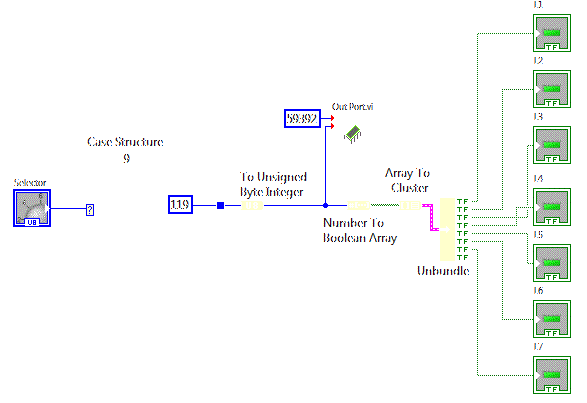 L1
L2
Out Port.vi
59392
L3
Case Structure
9
To Unsigned
Byte Integer
Array To
Cluster
Selector
UB
?
119
Number To
Boolean Array
TF
TF
TF
TF
TF
TF
TF
TF
Unbundle
L4
L5
L6
L7
TF
TF
TF
TF
TF
TF
TF